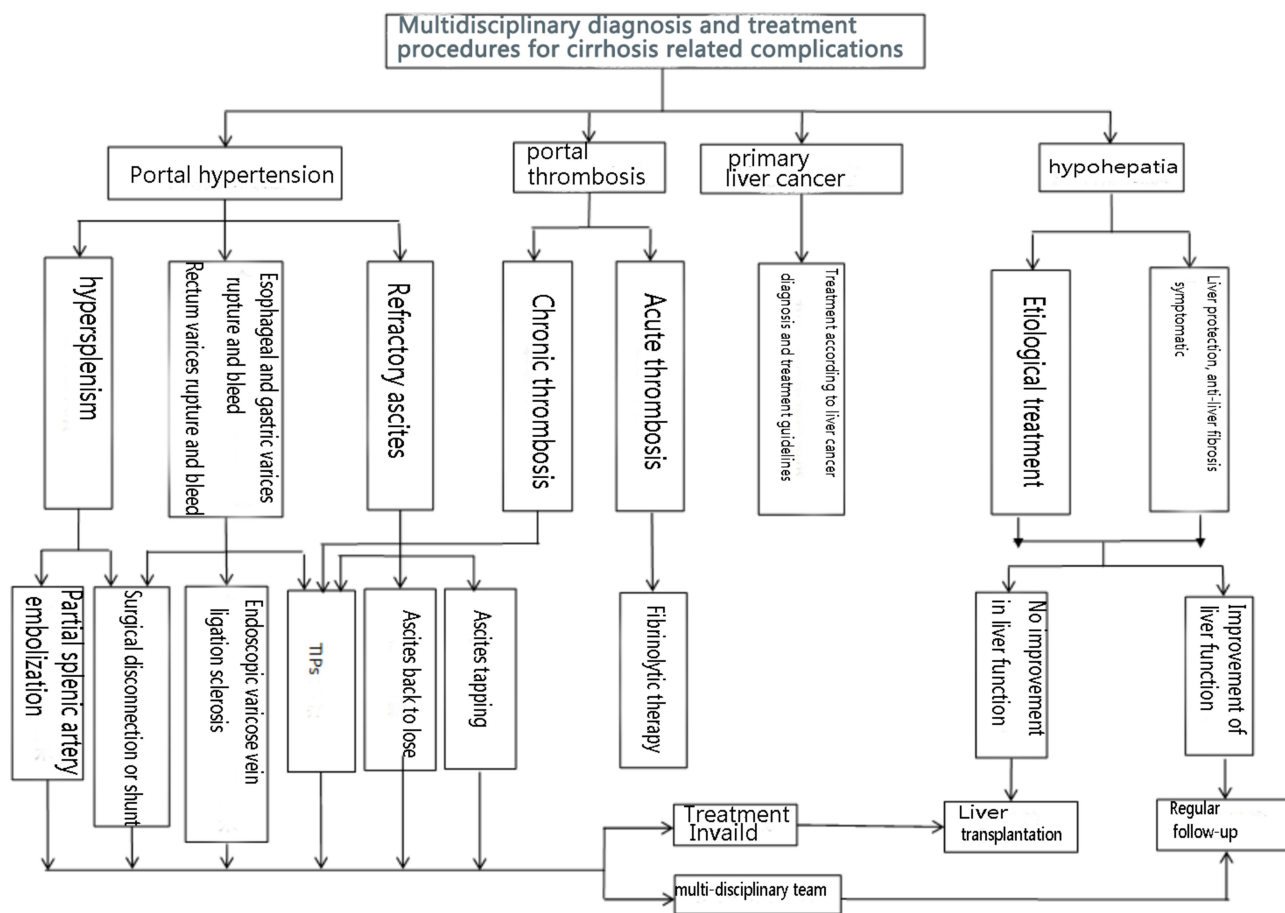 Multidisciplinary diagnosis and treatment
procedures for cirrhosis related complications
Portal hypertension
portal
thrombosis
primary
liver cancer
hypohepatia
hypersplenism
Esophageal and gastric varices
rupture and bleed
Rectum varices rupture and bleed
Refractory ascites
Chronic thrombosis
Acute thrombosis
Treatment according to liver cancer
diagnosis and treatment guidelines
Etiological treatment
Liver protection, anti-liver fibrosis
symptomatic
Partial splenic artery
embolization
Surgical disconnection or shunt
Endoscopic varicose vein
ligation sclerosis
TIPs
Ascites back to lose
Ascites tapping
Fibrinolytic therapy
No improvement
in liver function
Improvement of
liver function
Treatment
Invaild
Liver
transplantation
Regular
follow-up
multi-disciplinary team